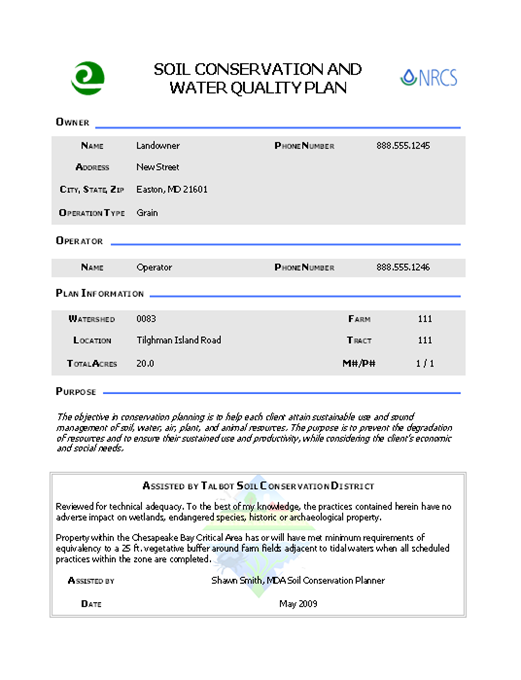 SOIL CONSERVATION AND
WATER QUALITY PLAN
NRCS
OWNER
NAME Landowner PHONE NUMBER 888.555.1245
ADDRESS New Street
CITY, STATE, ZIP Easton, MD 21601
OPERATION TYPE Grain
OPERATOR
NAME Operator PHONE NUMBER 888.555.1246
PLAN INFORMATION
WATERSHED 0083 FARM 111
LOCATION Tilghman Island Road TRACT 111
TOTAL ACRES 20.0 M#/P# 1 / 1
PURPOSE
The objective in conservation planning is to help each client attain sustainable use and sound
management of soil, water, air, plant, and animal resources. The purpose is to prevent the degradation
of resources and to ensure their sustained use and productivity, while considering the client's economic
and social needs.
ASSISTED BY TALBOT SOIL CONSERVATION DISTRICT
Reviewed for technical adequacy. To the best of my knowledge, the practices contained herein have no
adverse impact on wetlands, endangered species, historic or archaeological property.
Property within the Chesapeake Bay Critical Area has or will have met minimum requirements of
equivalency to a 25 ft. vegetative buffer around farm fields adjacent to tidal waters when all scheduled
practices within the zone are completed.
ASSISTED BY Shawn Smith, MDA Soil Conservation Planner
DATE May 2009